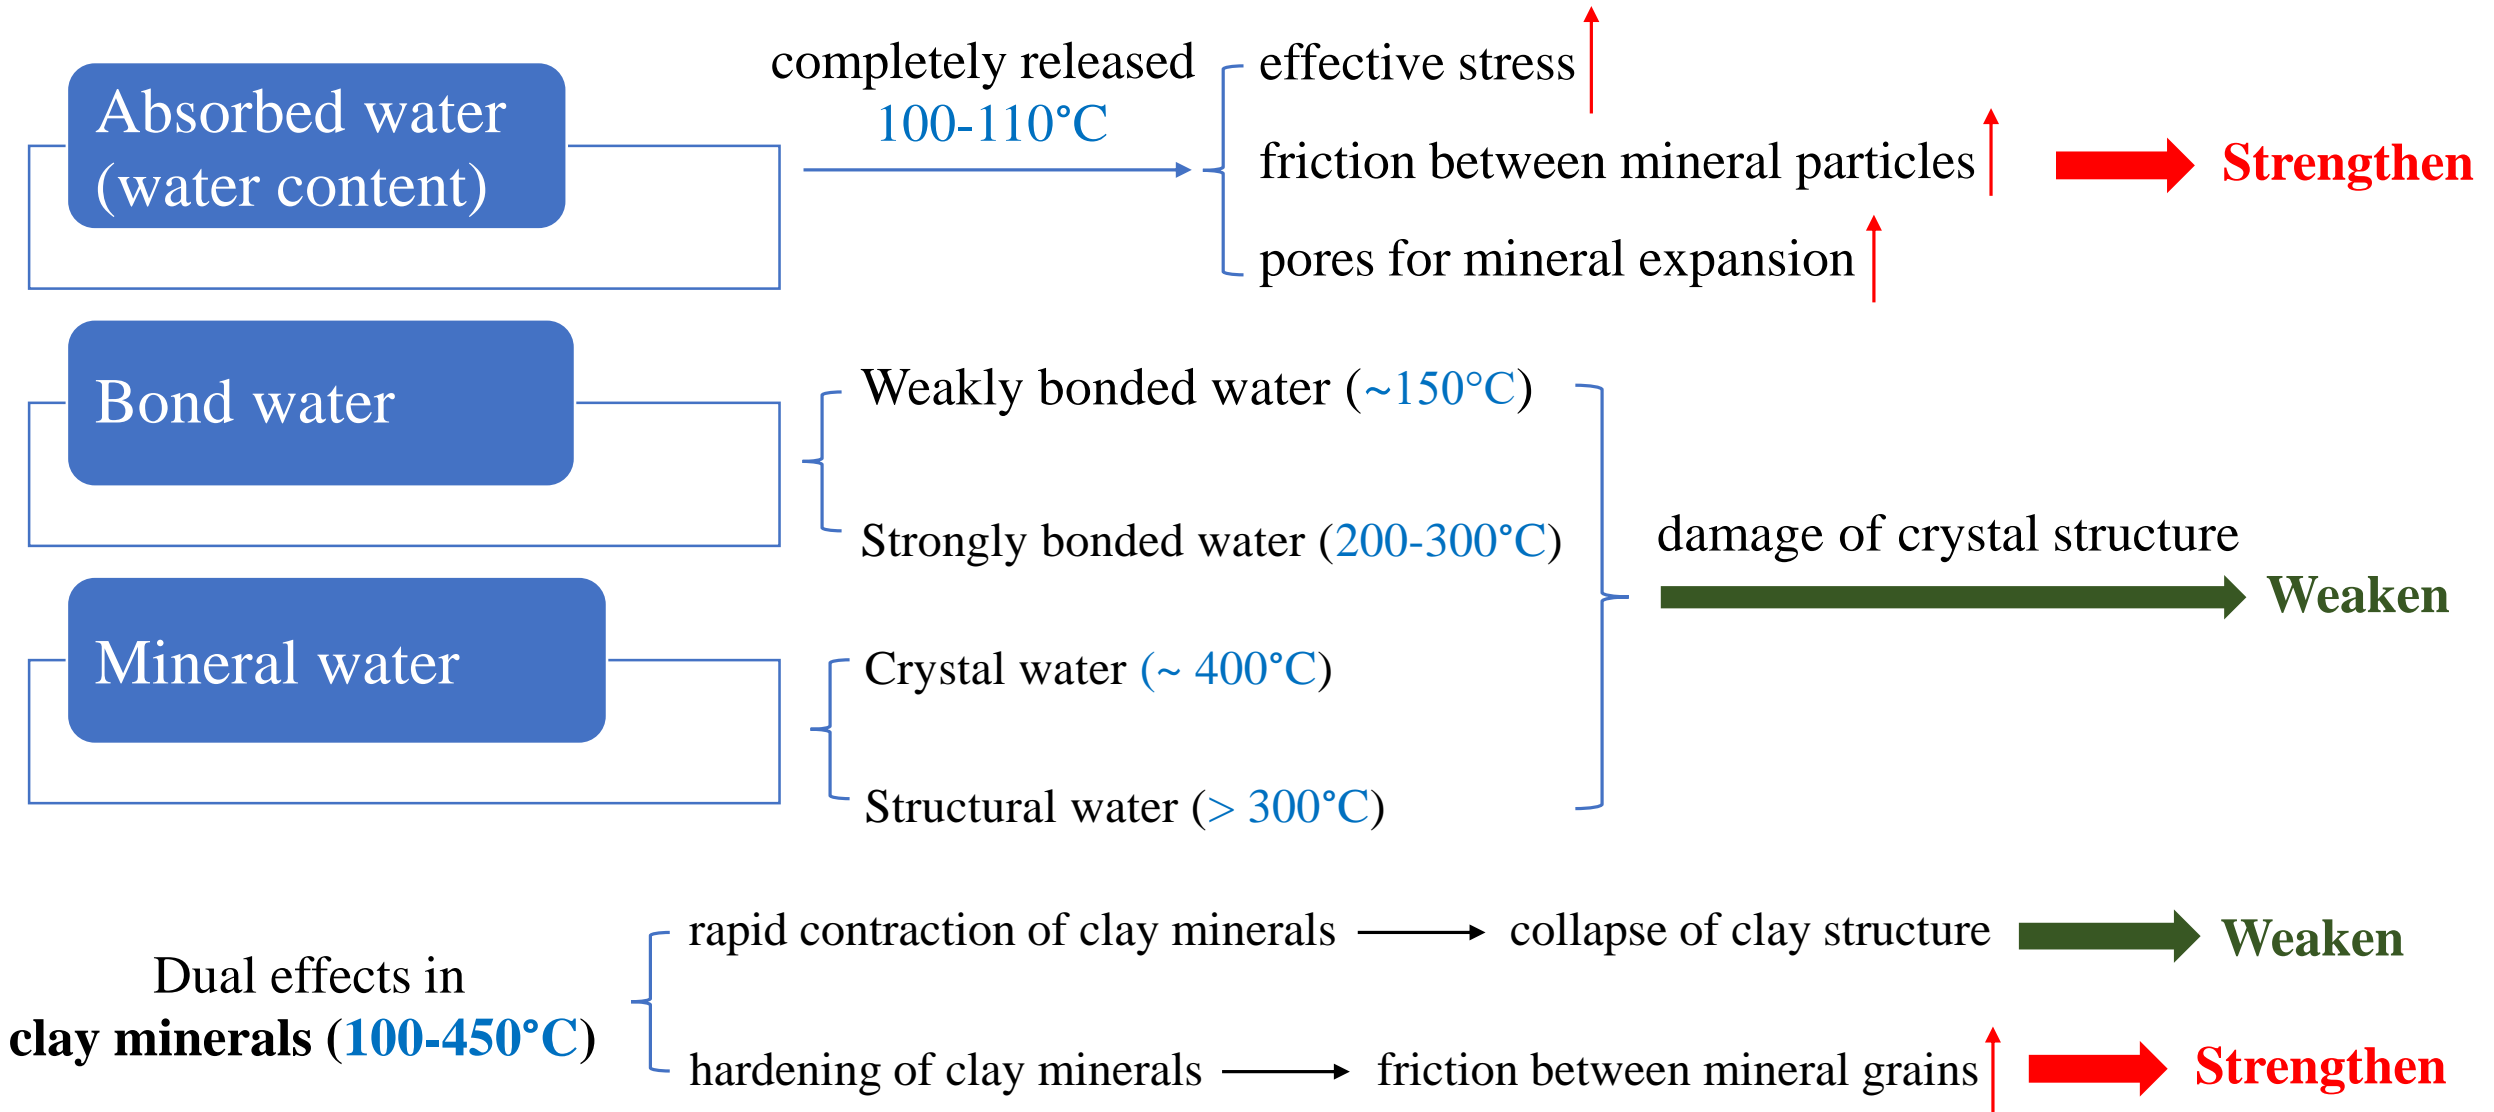 Absorbed water
(water content)
completely released
100-110°C
effective stress
friction between mineral particles
pores for mineral expansion
Strengthen
Bond water
Weakly bonded water (~150°C)
Strongly bonded water (200-300°C)
Mineral water
Crystal water (~ 400°C)
Structural water (> 300°C)
damage of crystal structure
Weaken
Dual effects in
clay minerals (100-450°C)
rapid contraction of clay minerals
collapse of clay structure
Weaken
hardening of clay minerals
friction between mineral grains
Strengthen